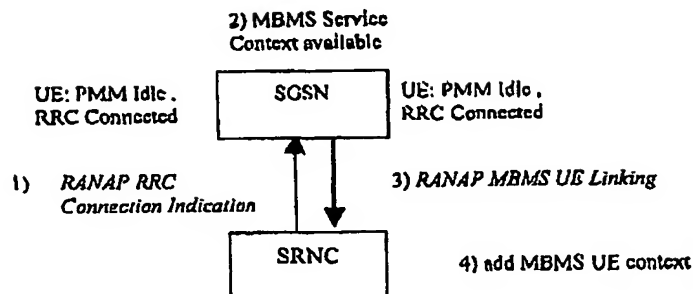 2) MBMS Service
Context available
UE: PMM Idle,
RRC Connected
SGSN
UE: PMM Idle,
RRC Connected
1) RANAP RRC
Connection Indication
3) RANAP MBMS UE Linking
SRNC
4) add MBMS UE context